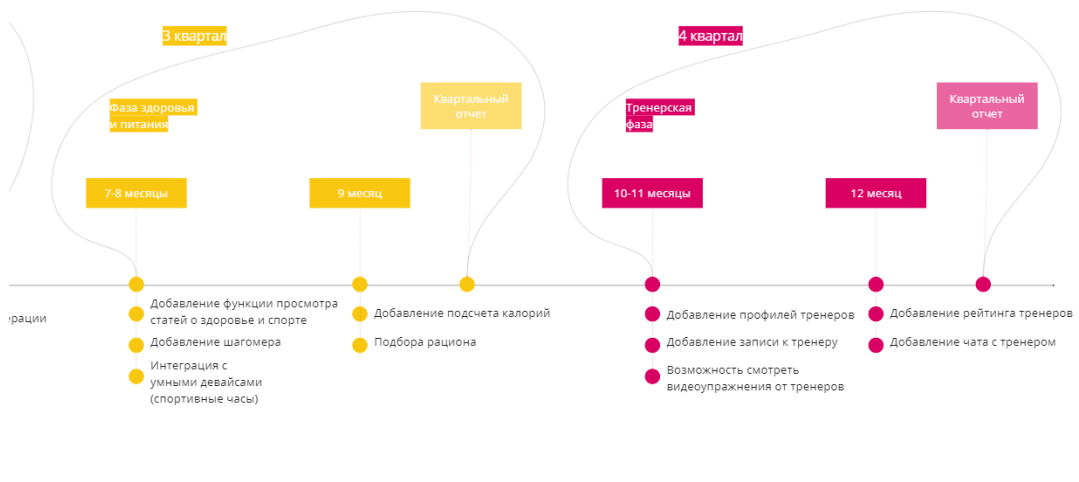 3 квартал
Фаза здоровья
и питания
Квартальный
отчет
7-8 месяцы
9 месяц
Добавление функции просмотра
статей о здоровье и спорте
Добавление шагомера
Интеграция с
умными девайсами
(спортивные часы)
Добавление подсчета калорий
Подбора рациона
4 квартал
Тренерская
фаза
Квартальный
отчет
10-11 месяцы
12 месяц
Добавление профилей тренеров
Добавление записи к тренеру
Возможность смотреть
видеоупражнения от тренеров
Добавление рейтинга тренеров
Добавление чата с тренером